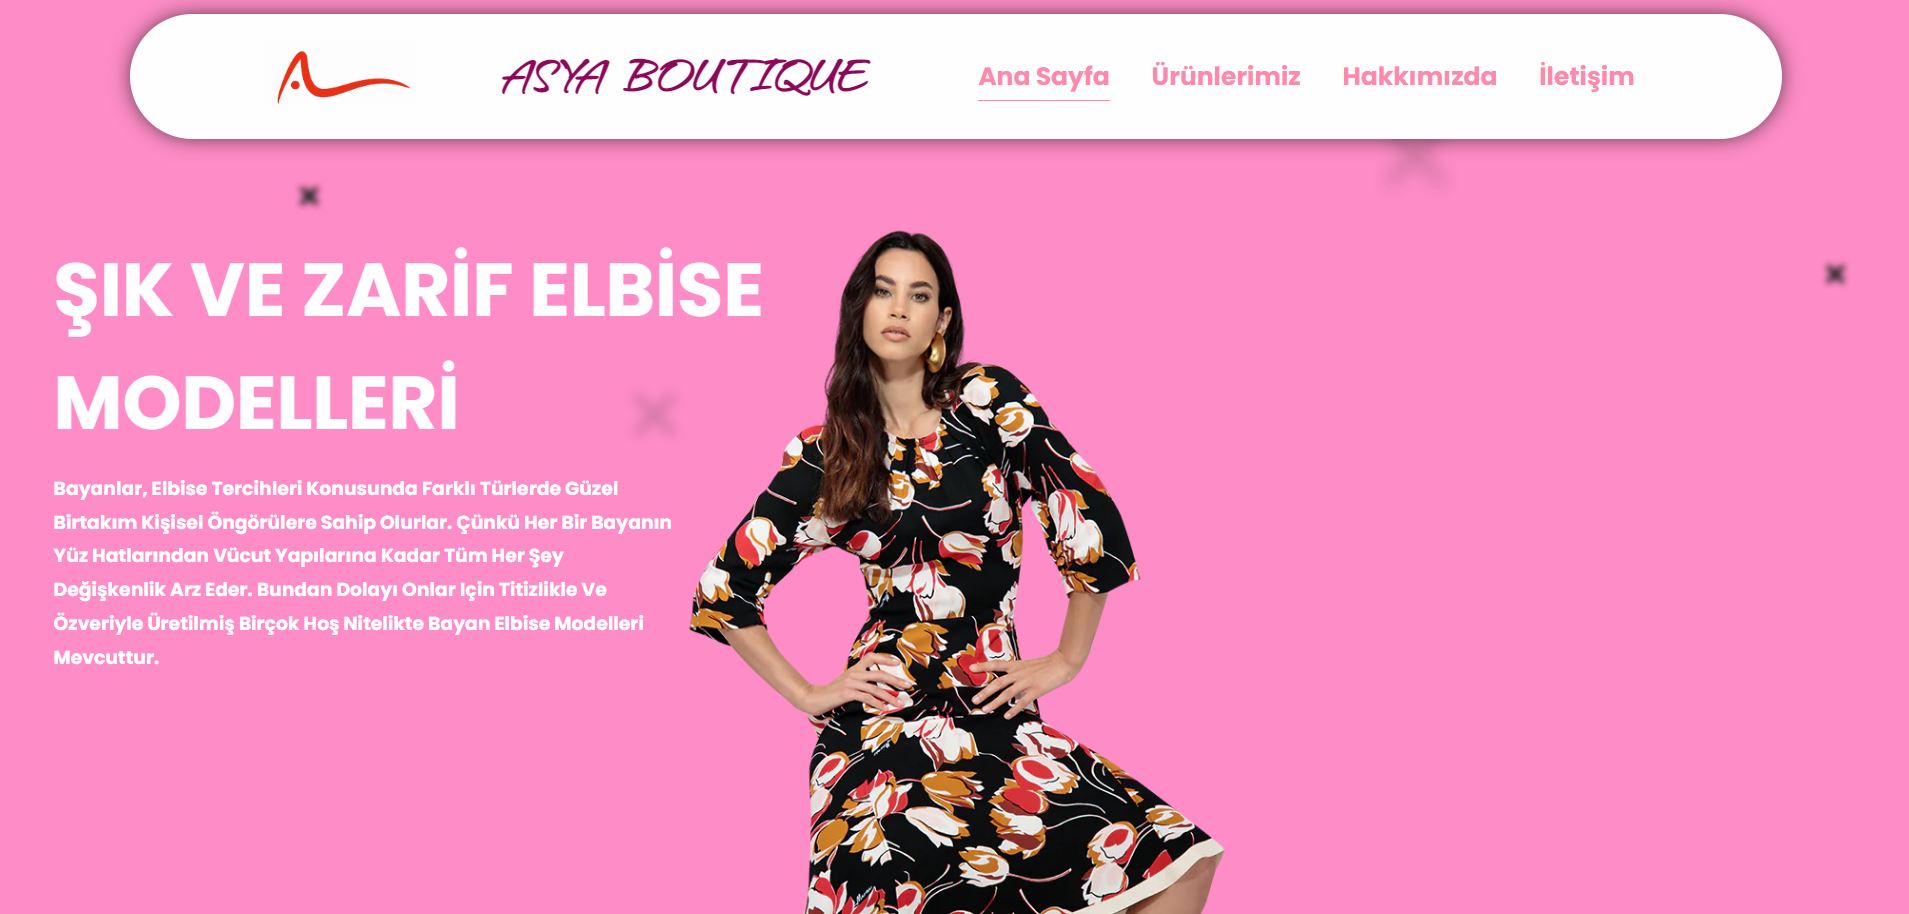 ASYA BOUTIQUE
Ana Sayfa Ürünlerimiz Hakkımızda İletişim
ŞIK VE ZARİF ELBİSE
MODELLERİ
Bayanlar, Elbise Tercihleri Konusunda Farklı Türlerde Güzel
Birtakım Kişisel Öngörülere Sahip Olurlar. Çünkü Her Bir Bayanın
Yüz Hatlarından Vücut Yapılarına Kadar Tüm Her Şey
Değişkenlik Arz Eder. Bundan Dolayı Onlar Için Titizlikle Ve
Özveriyle Üretilmiş Birçok Hoş Nitelikte Bayan Elbise Modelleri
Mevcuttur.